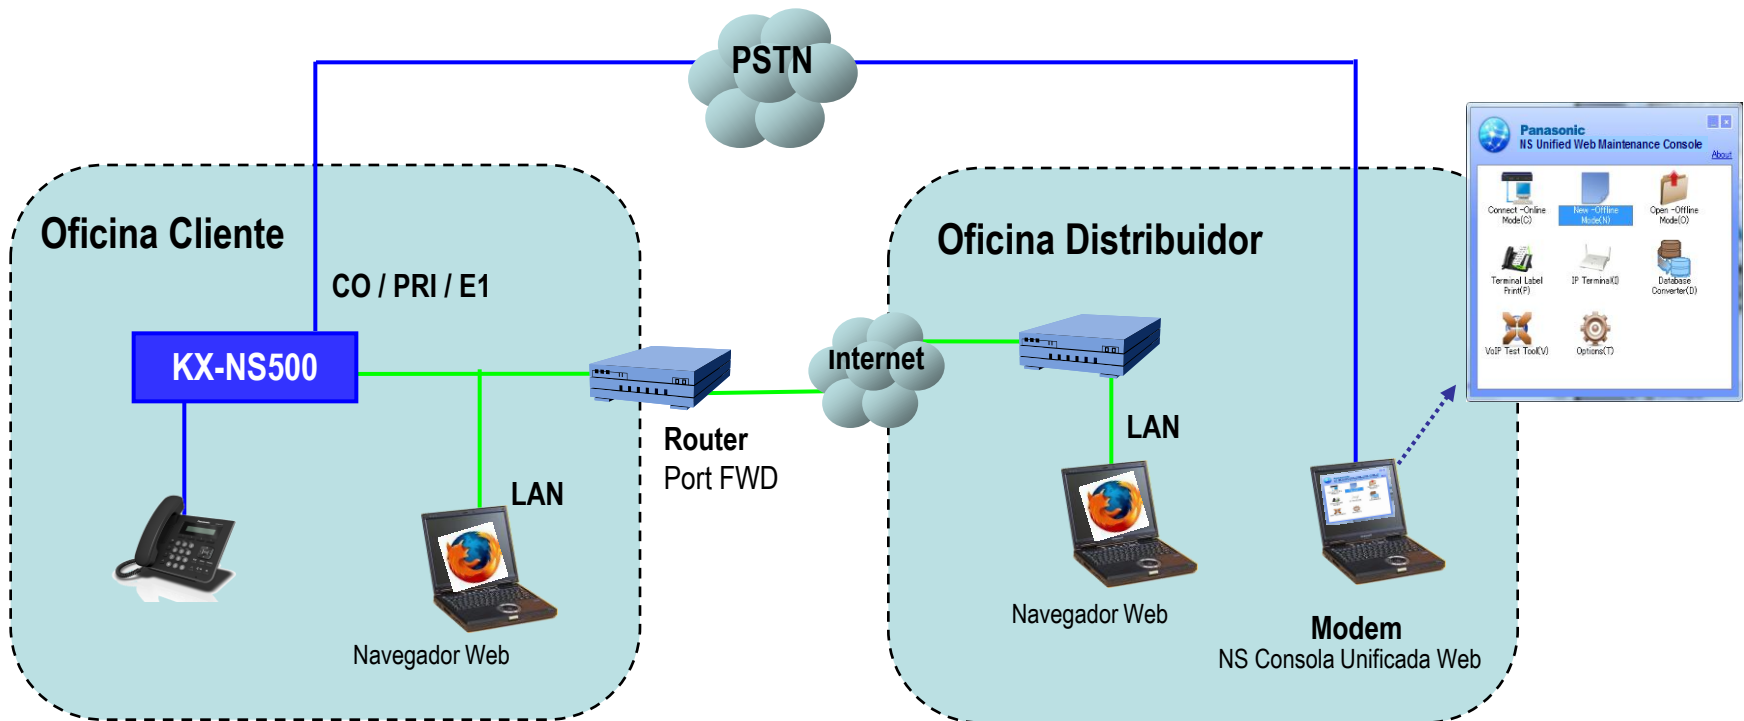 PSTN
Panasonic
NS Unified Web Maintenance Console
About
Connect -Online
Mode(C)
New -Offline
Mode(N)
Open -Offline
Mode(O)
Terminal Label
Print(P)
IP Terminal(I)
Database
Converter(D)
VoIP Test Tool(V)
Options(T)
Oficina Cliente
CO / PRI / E1
KX-NS500
LAN
Navegador Web
Router
Port FWD
Internet
Oficina Distribuidor
LAN
Navegador Web
Modem
NS Consola Unificada Web